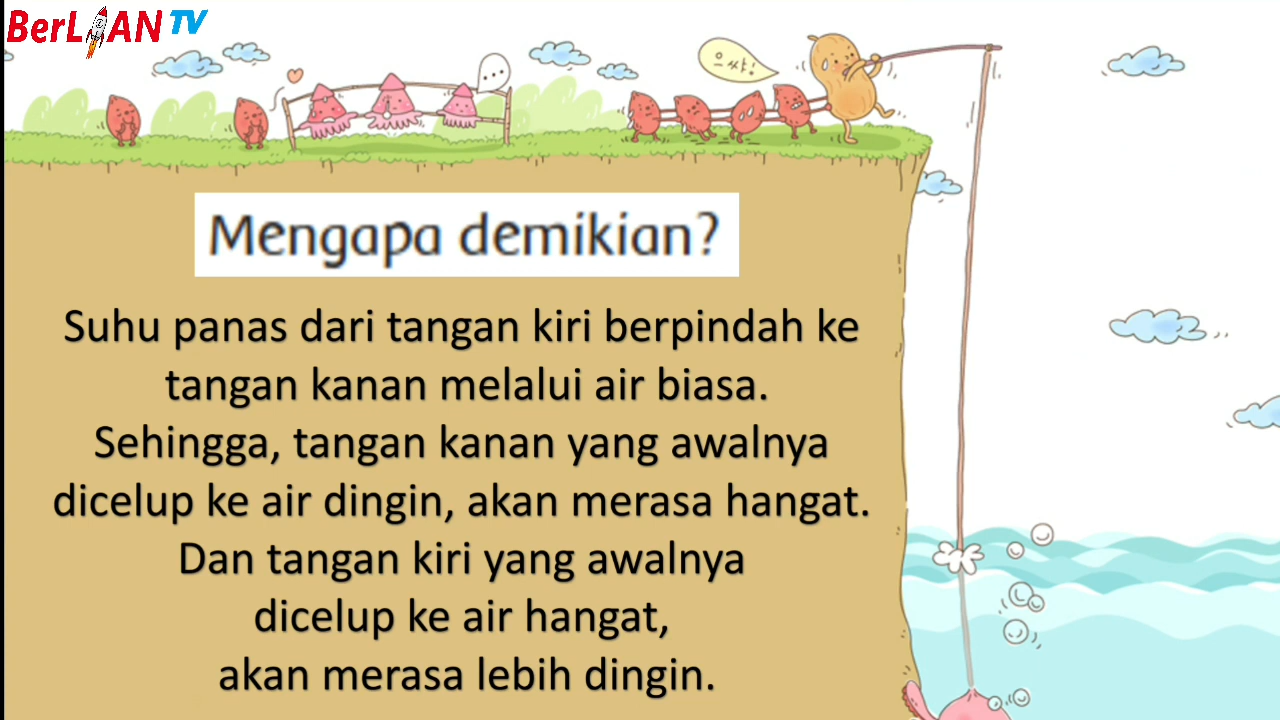 BerLIAN TV
으쌰!
...
Mengapa demikian?
Suhu panas dari tangan kiri berpindah ke
tangan kanan melalui air biasa.
Sehingga, tangan kanan yang awalnya
dicelup ke air dingin, akan merasa hangat.
Dan tangan kiri yang awalnya
dicelup ke air hangat,
akan merasa lebih dingin.